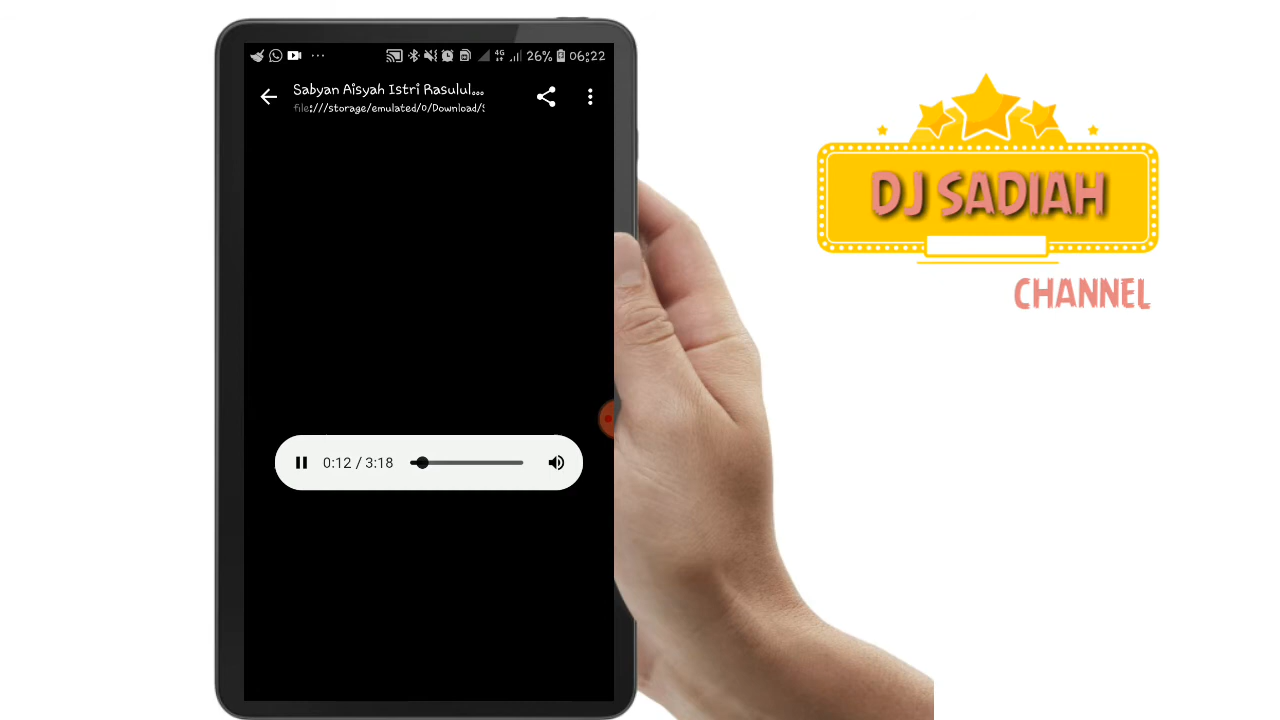 4G 26% 06:22
Sabyan Aisyah Istri Rasulul...
file:///storage/emulated/0/Download/S
0:12 / 3:18
DJ SADIAH
CHANNEL